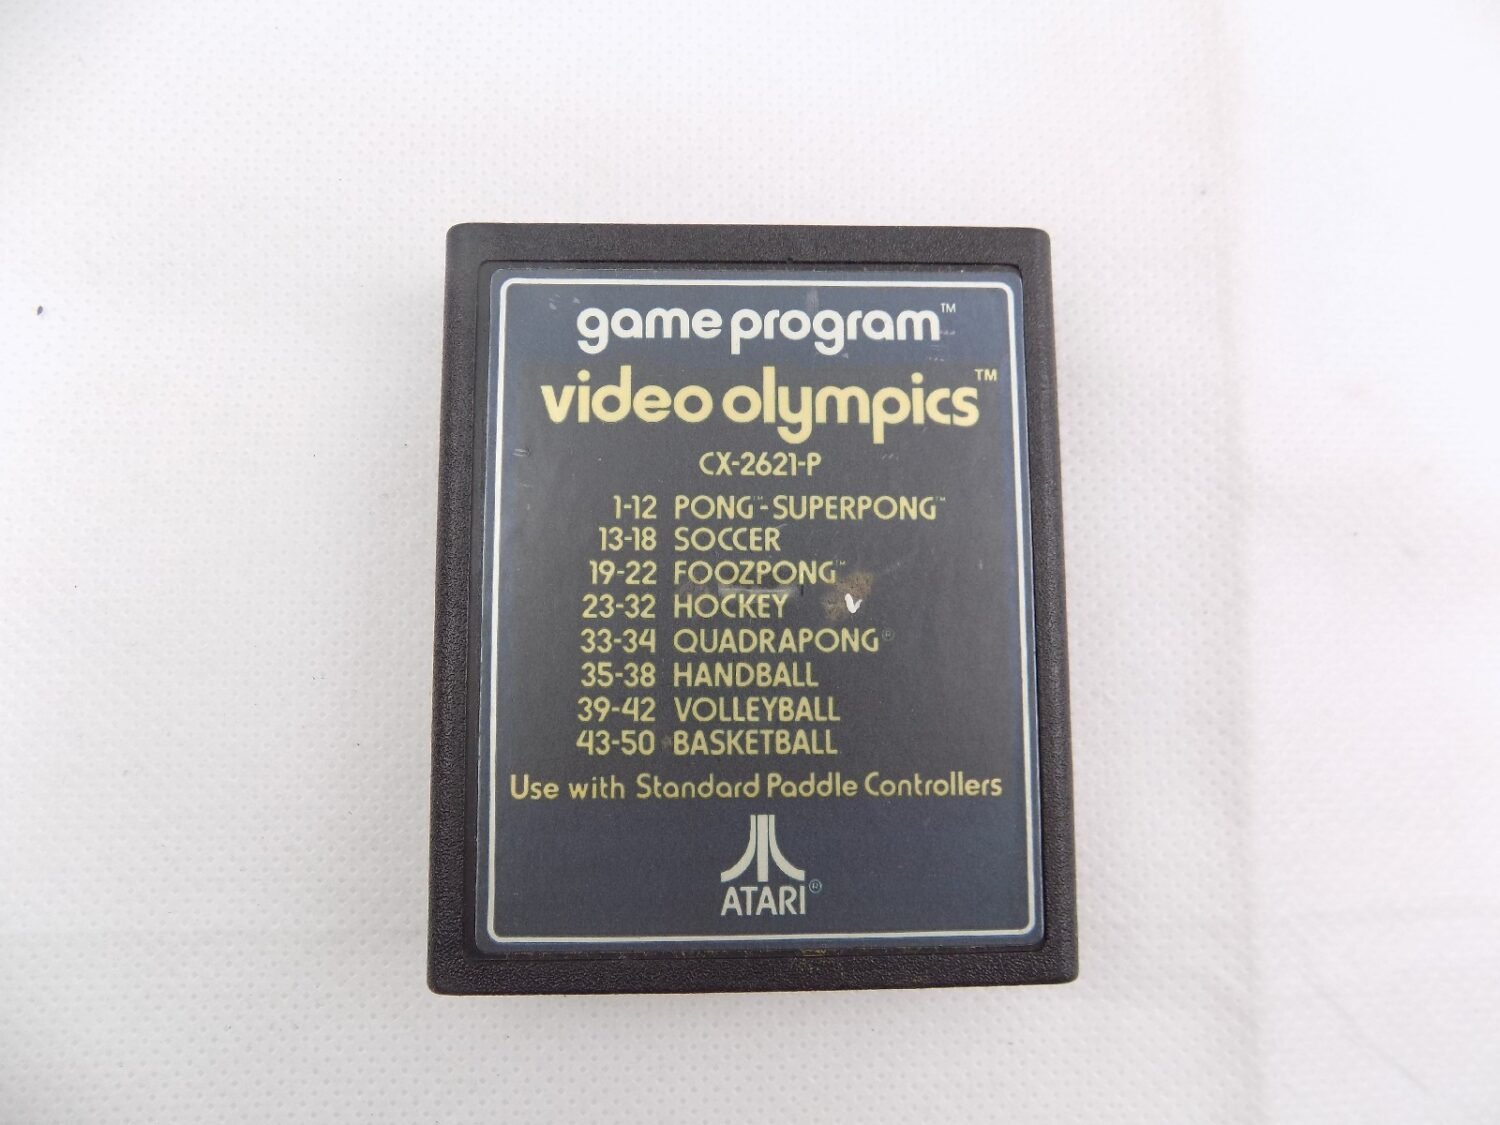 game program™
video olympics™
CX-2621-P
1-12 PONG™-SUPERPONG™
13-18 SOCCER
19-22 FOOZPONG™
23-32 HOCKEY
33-34 QUADRAPONG®
35-38 HANDBALL
39-42 VOLLEYBALL
43-50 BASKETBALL
Use with Standard Paddle Controllers
ATARI®